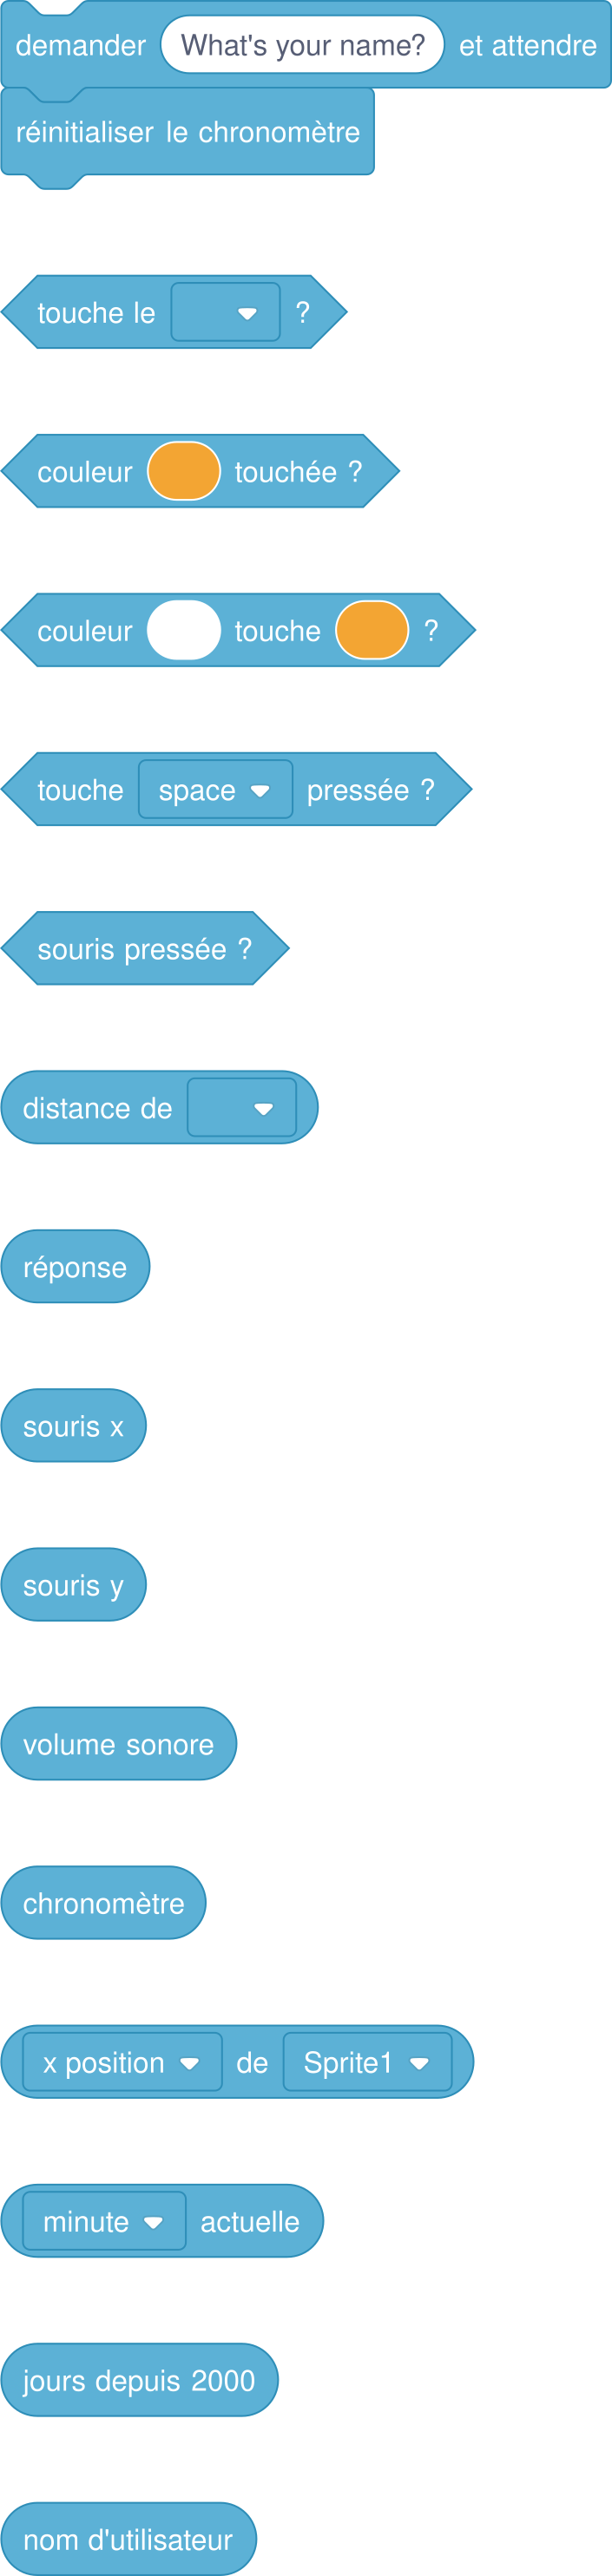 demander What's your name? et attendre
réinitialiser le chronomètre
touche le ?
couleur touchée ?
couleur touche ?
touche space pressée ?
souris pressée ?
distance de
réponse
souris x
souris y
volume sonore
chronomètre
x position de Sprite1
minute actuelle
jours depuis 2000
nom d'utilisateur